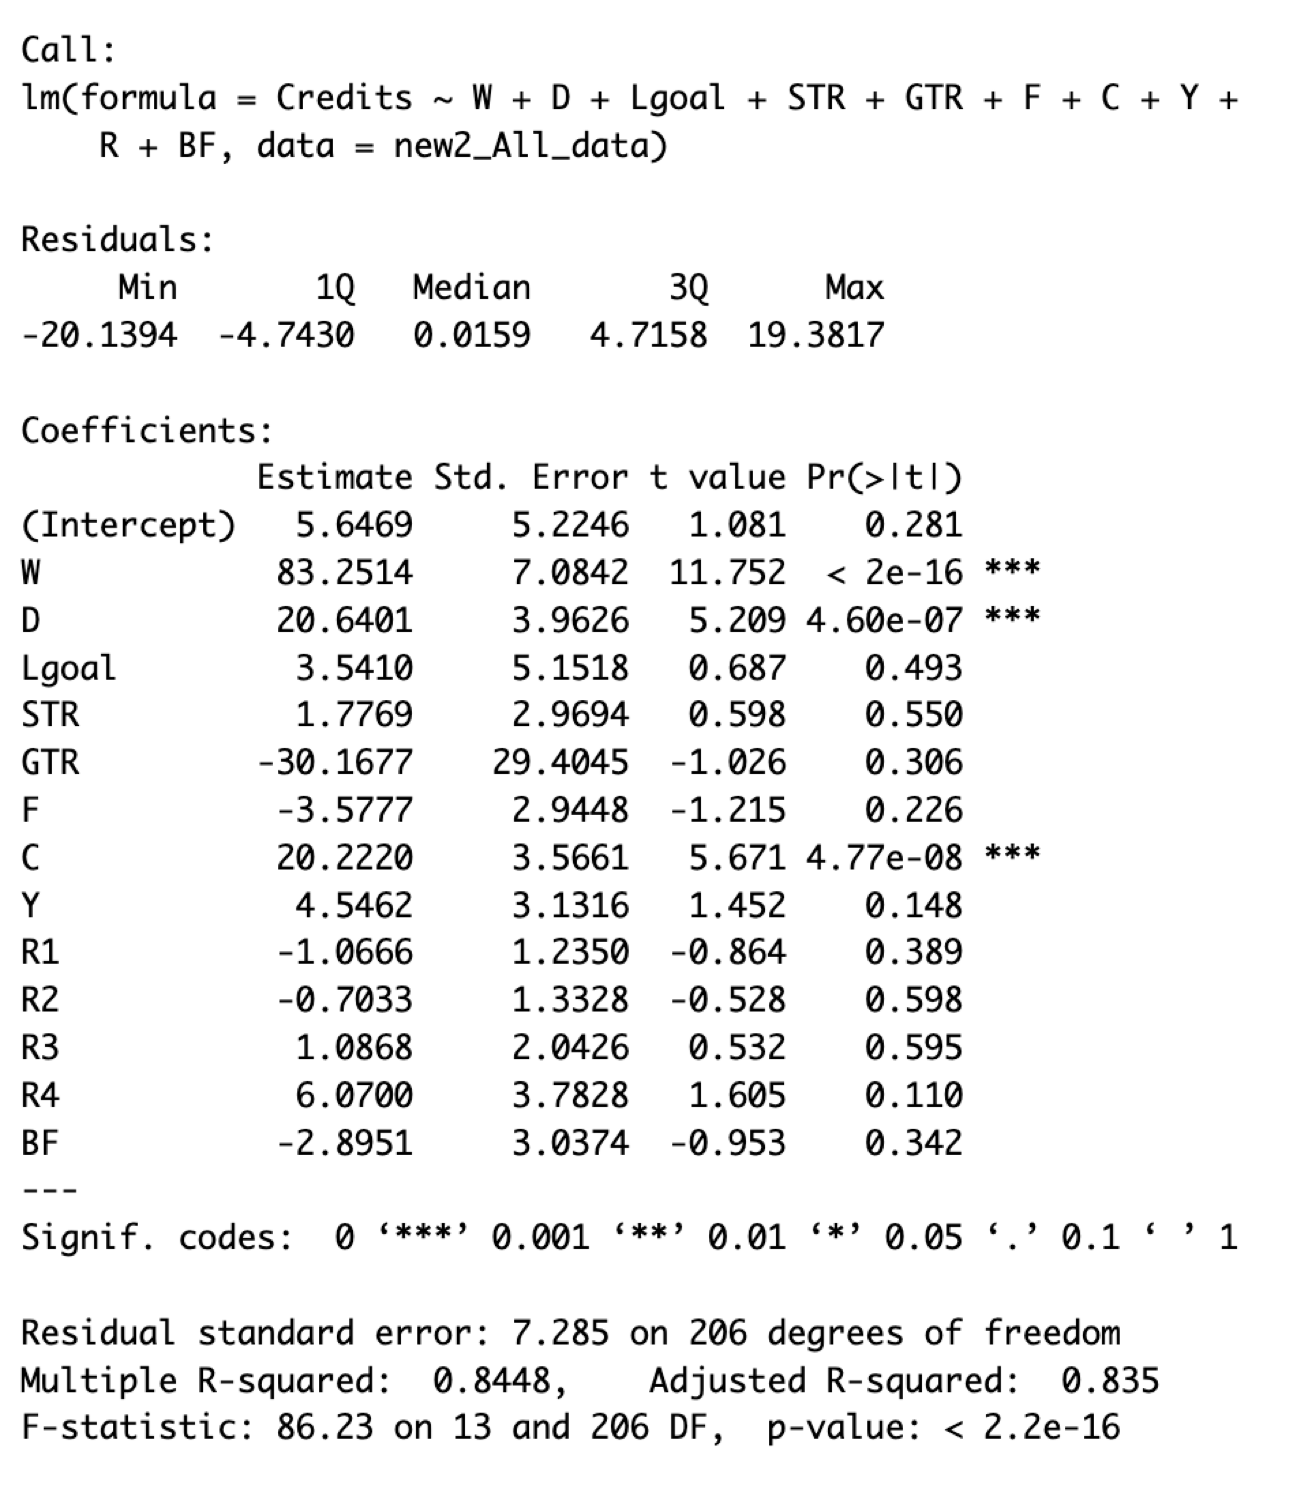 Call:
lm(formula = Credits ~ W + D + Lgoal + STR + GTR + F + C + Y +
    R + BF, data = new2_All_data)

Residuals:
     Min       1Q   Median       3Q      Max
-20.1394  -4.7430   0.0159   4.7158  19.3817

Coefficients:
            Estimate Std. Error t value Pr(>|t|)
(Intercept)   5.6469     5.2246   1.081    0.281
W            83.2514     7.0842  11.752  < 2e-16 ***
D            20.6401     3.9626   5.209 4.60e-07 ***
Lgoal         3.5410     5.1518   0.687    0.493
STR           1.7769     2.9694   0.598    0.550
GTR         -30.1677    29.4045  -1.026    0.306
F            -3.5777     2.9448  -1.215    0.226
C            20.2220     3.5661   5.671 4.77e-08 ***
Y             4.5462     3.1316   1.452    0.148
R1           -1.0666     1.2350  -0.864    0.389
R2           -0.7033     1.3328  -0.528    0.598
R3            1.0868     2.0426   0.532    0.595
R4            6.0700     3.7828   1.605    0.110
BF           -2.8951     3.0374  -0.953    0.342
---
Signif. codes:  0 ‘***’ 0.001 ‘**’ 0.01 ‘*’ 0.05 ‘.’ 0.1 ‘ ’ 1

Residual standard error: 7.285 on 206 degrees of freedom
Multiple R-squared:  0.8448,    Adjusted R-squared:  0.835
F-statistic: 86.23 on 13 and 206 DF,  p-value: < 2.2e-16